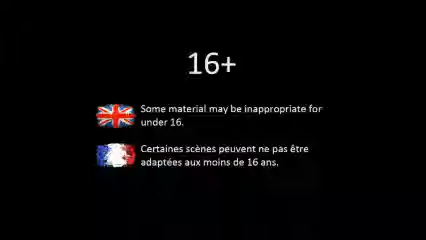 16+
Some material may be inappropriate for
under 16.
Certaines scènes peuvent ne pas être
adaptées aux moins de 16 ans.